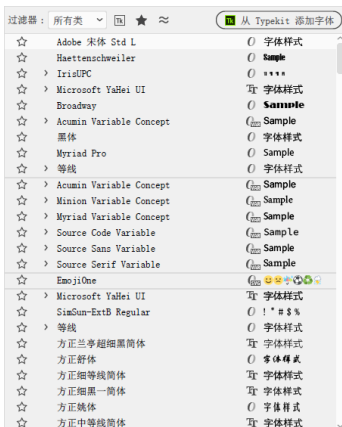 过滤器： 所有类 Tk ★ ≈ Tk 从 Typekit 添加字体
Adobe 宋体 Std L O 字体样式
Haettenschweiler O Sample
IrisUPC O
Microsoft YaHei UI Tr 字体样式
Broadway O Sample
Acumin Variable Concept Sample
黑体 O 字体样式
Myriad Pro O Sample
等线 O 字体样式
Acumin Variable Concept Sample
Minion Variable Concept Sample
Myriad Variable Concept Sample
Source Code Variable Sample
Source Sans Variable Sample
Source Serif Variable Sample
EmojiOne
Microsoft YaHei UI Tr 字体样式
SimSun-ExtB Regular O ! " # $ %
等线 O 字体样式
方正兰亭超细黑简体 Tr 字体样式
方正舒体 O 字体样式
方正细等线简体 Tr 字体样式
方正细黑一简体 Tr 字体样式
方正姚体 O 字体样式
方正中等线简体 Tr 字体样式